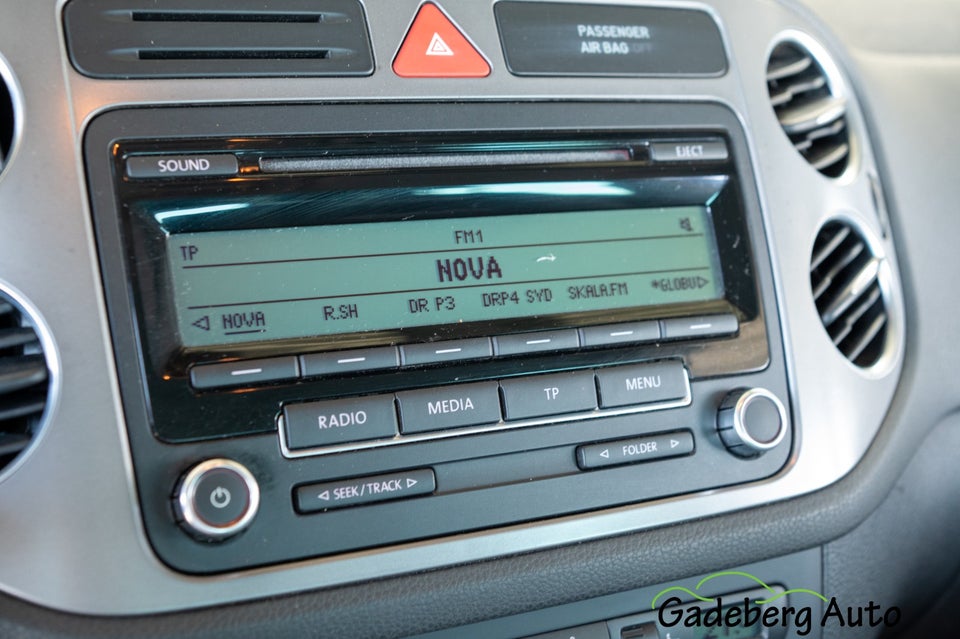 PASSENGER
AIR BAG OFF
SOUND
EJECT
TP
FM1
NOVA
NOVA R.SH DR P3 DRP4 SYD SKALA.FM *GLOBU
RADIO MEDIA TP MENU
FOLDER
SEEK/TRACK
Gadeberg Auto